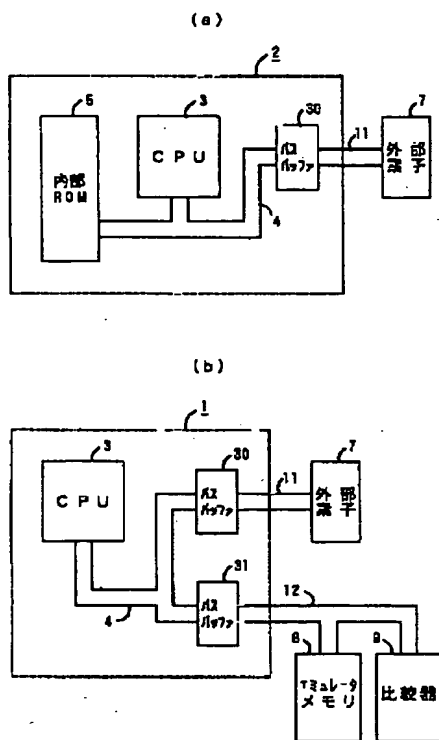 (a)
2
5
3
30
7
内部
ROM
CPU
バス
バッファ
11
外部
端子
4
(b)
1
3
30
11
7
CPU
バス
バッファ
外部
端子
31
バス
バッファ
12
4
8
9
エミュレータ
メモリ
比較器